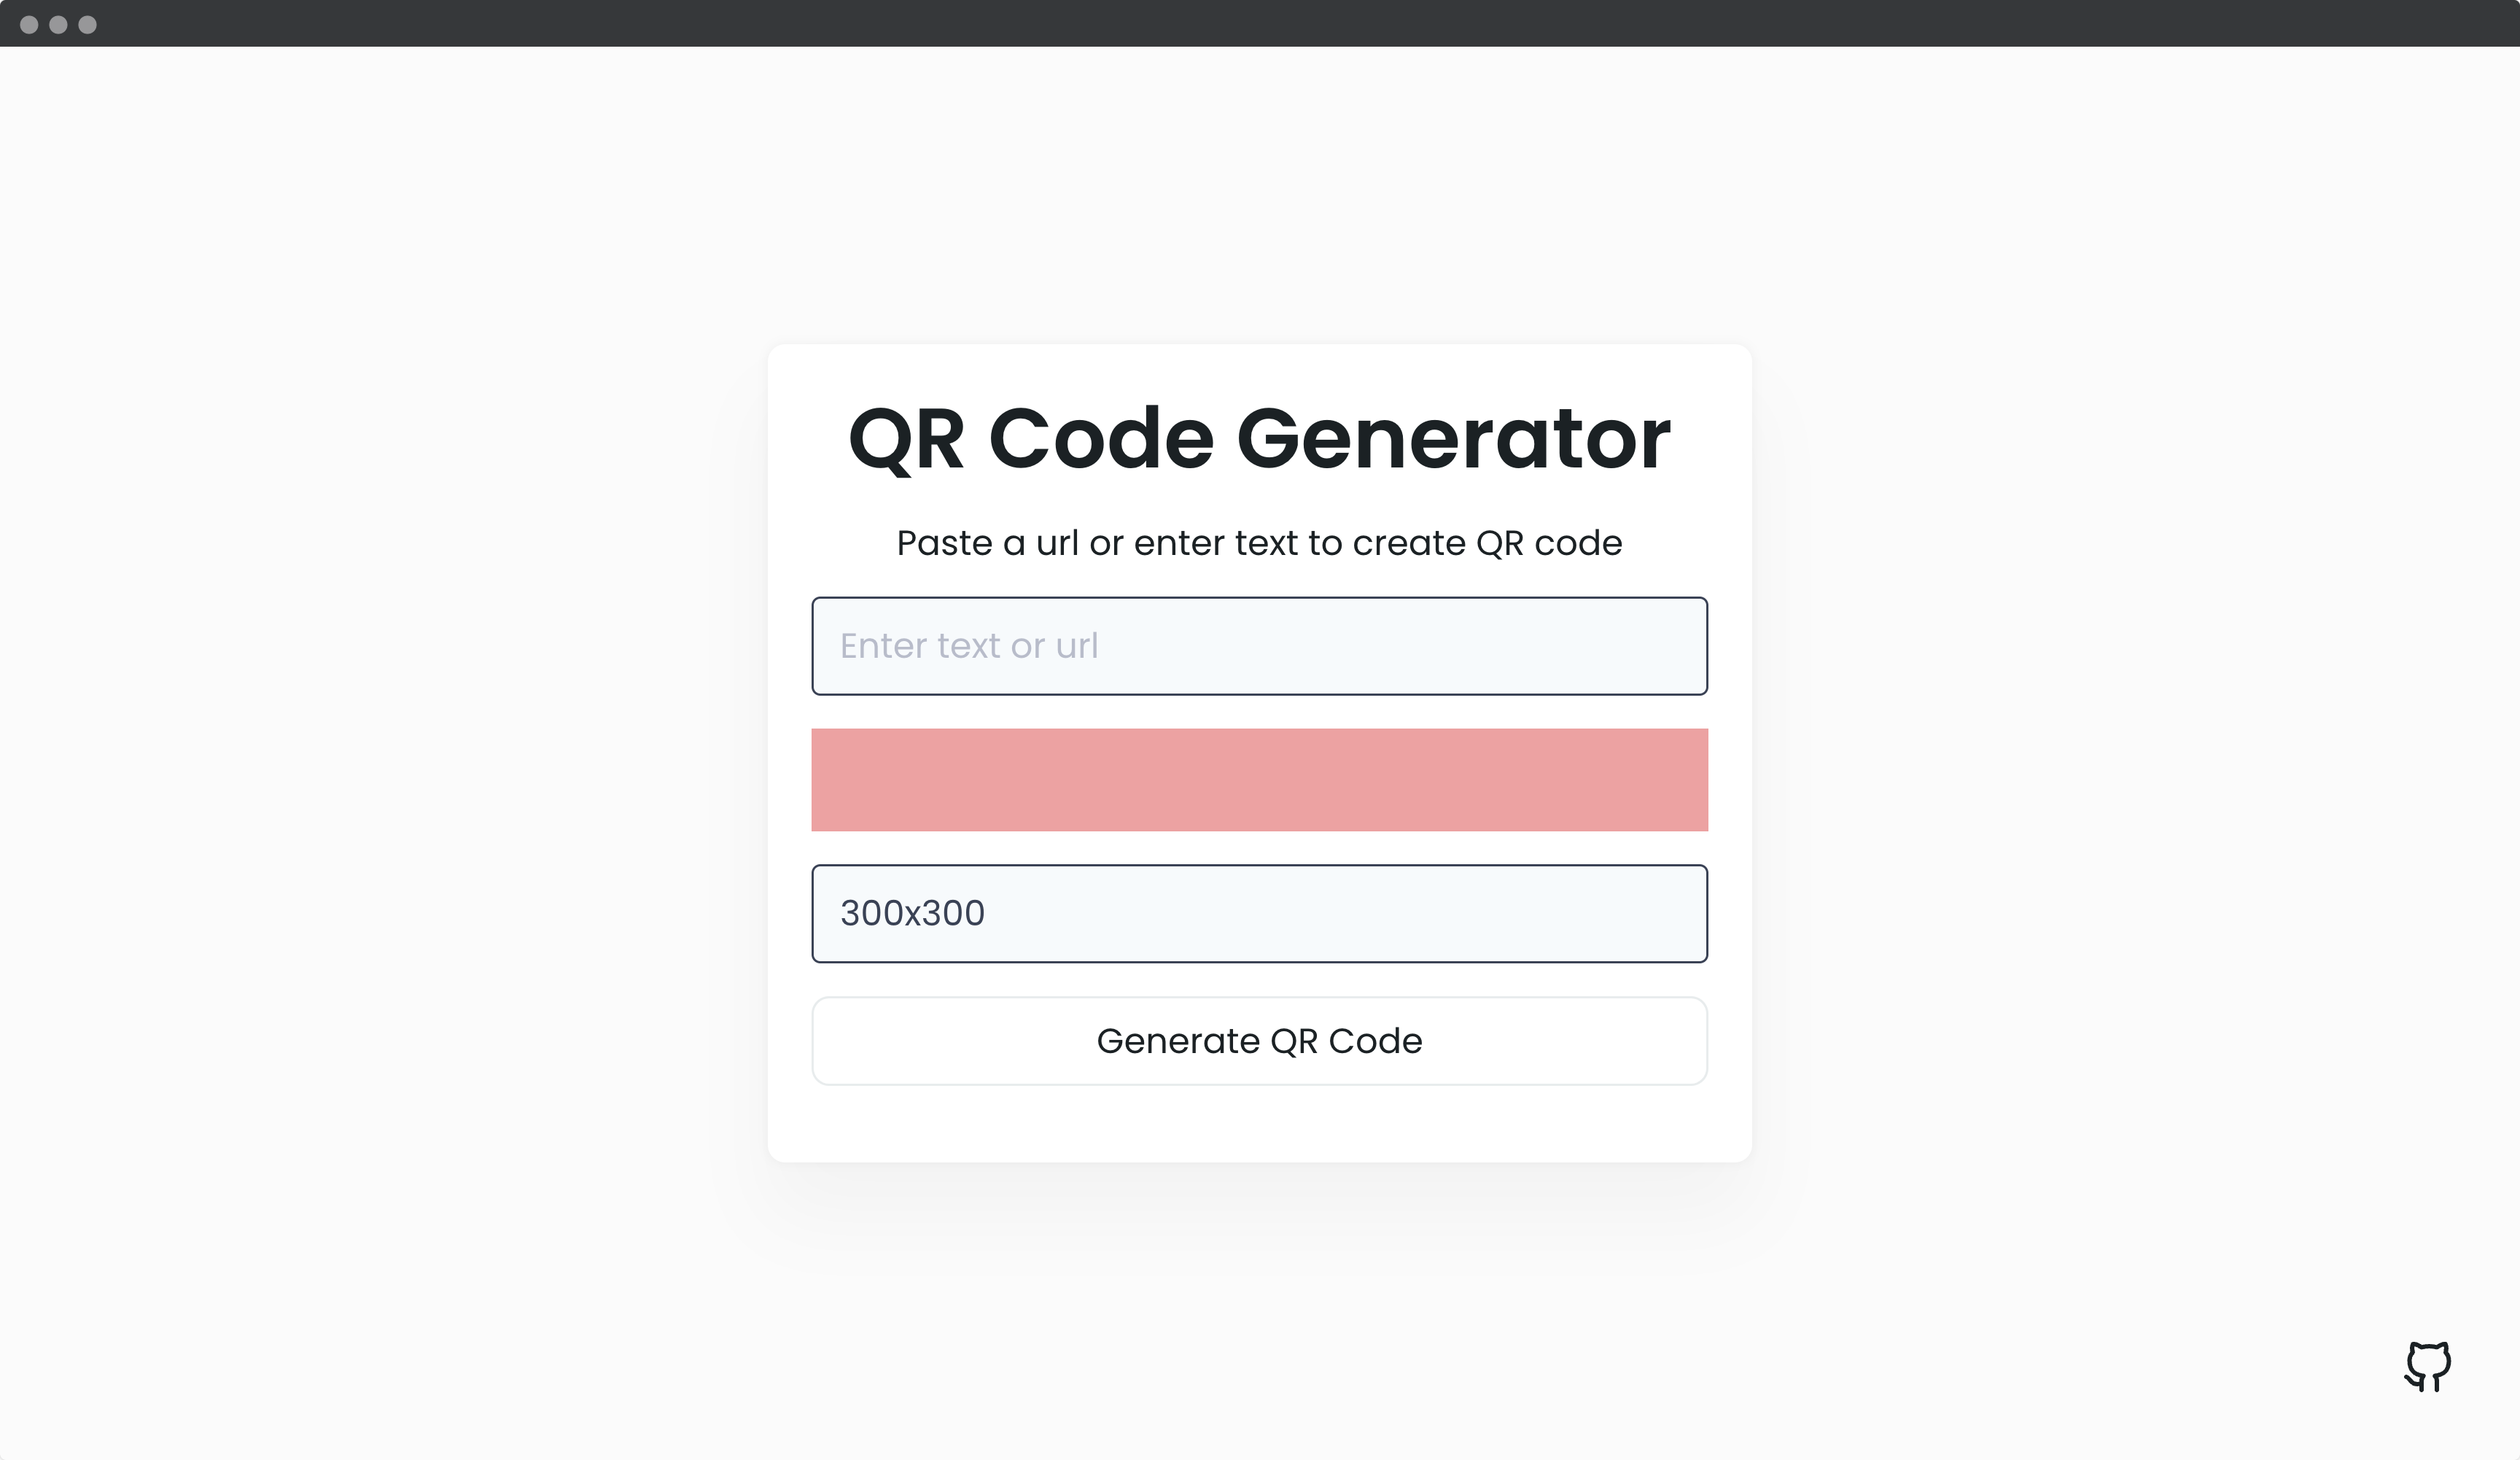 QR Code Generator
Paste a url or enter text to create QR code
Enter text or url
300x300
Generate QR Code